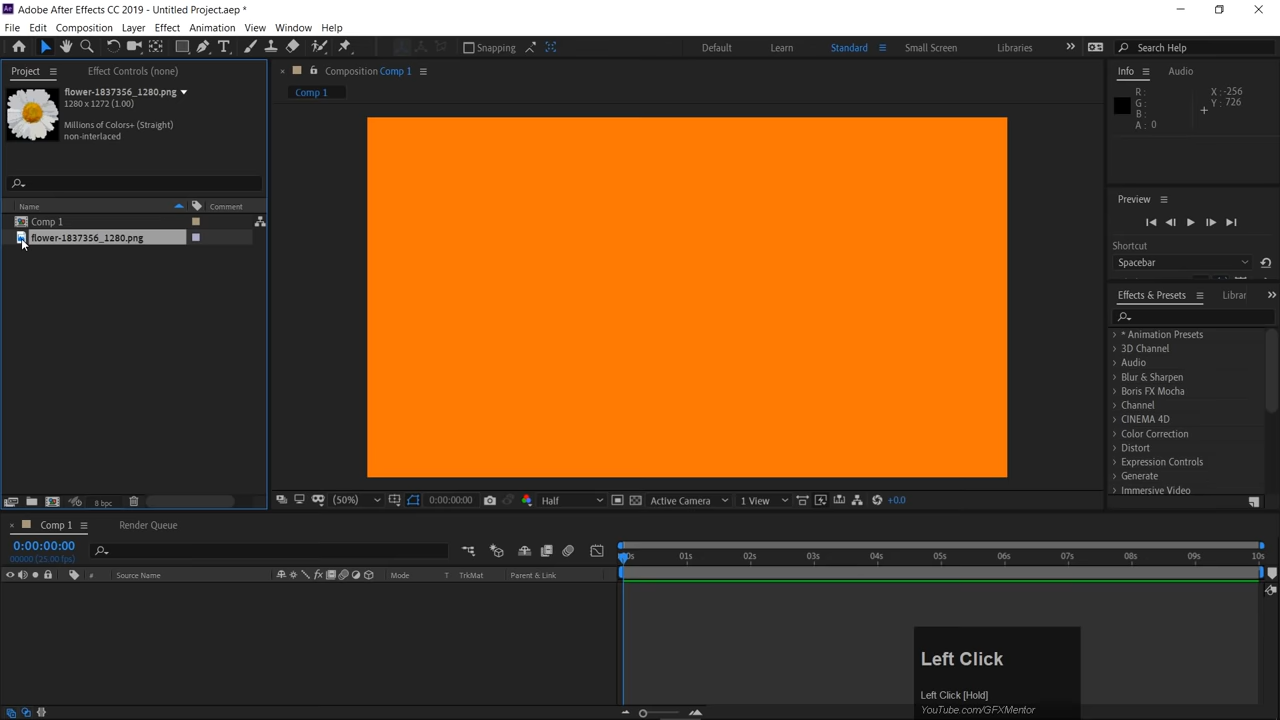 Adobe After Effects CC 2019 - Untitled Project.aep *
File Edit Composition Layer Effect Animation View Window Help
Snapping Default Learn Standard Small Screen Libraries Search Help
Project Effect Controls (none)
flower-1837356_1280.png
1280 x 1272 (1.00)
Millions of Colors+ (Straight)
non-interlaced
Name Comment
Comp 1
flower-1837356_1280.png
8 bpc
Composition Comp 1
Comp 1
(50%) 0:00:00:00 Half Active Camera 1 View +0.0
Info Audio
R: X: -256
G: Y: 726
B:
A: 0
Preview
Shortcut
Spacebar
Effects & Presets Librar
* Animation Presets
3D Channel
Audio
Blur & Sharpen
Boris FX Mocha
Channel
CINEMA 4D
Color Correction
Distort
Expression Controls
Generate
Immersive Video
Comp 1 Render Queue
0:00:00:00
00000 (25.00 fps)
# Source Name Mode T TrkMat Parent & Link
00s 01s 02s 03s 04s 05s 06s 07s 08s 09s 10s
Left Click
Left Click [Hold]
YouTube.com/GFXMentor